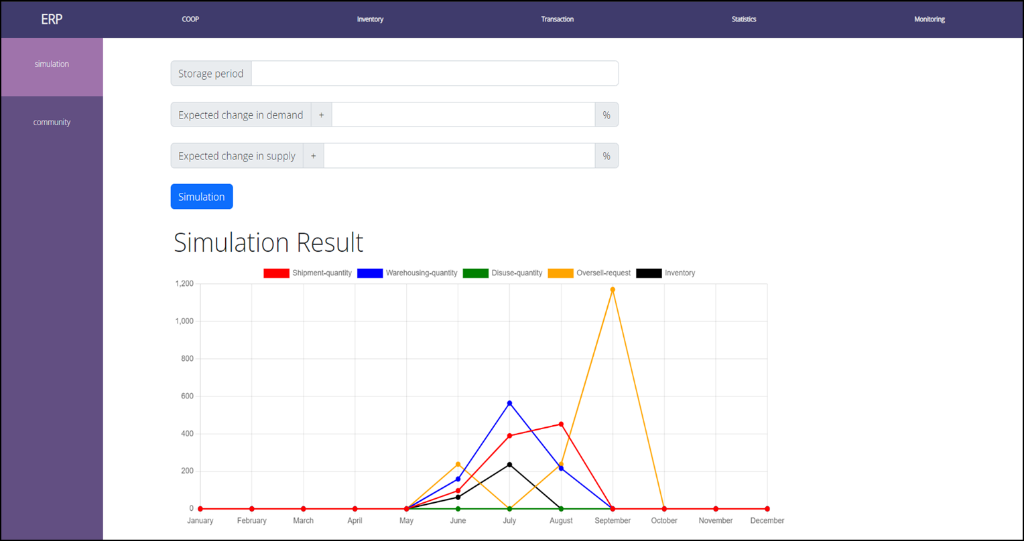 ERP COOP Inventory Transaction Statistics Monitoring
simulation
community
Storage period
Expected change in demand + %
Expected change in supply + %
Simulation
Simulation Result
Shipment-quantity Warehousing-quantity Disuse-quantity Oversell-request Inventory
1,200
1,000
800
600
400
200
0
January February March April May June July August September October November December